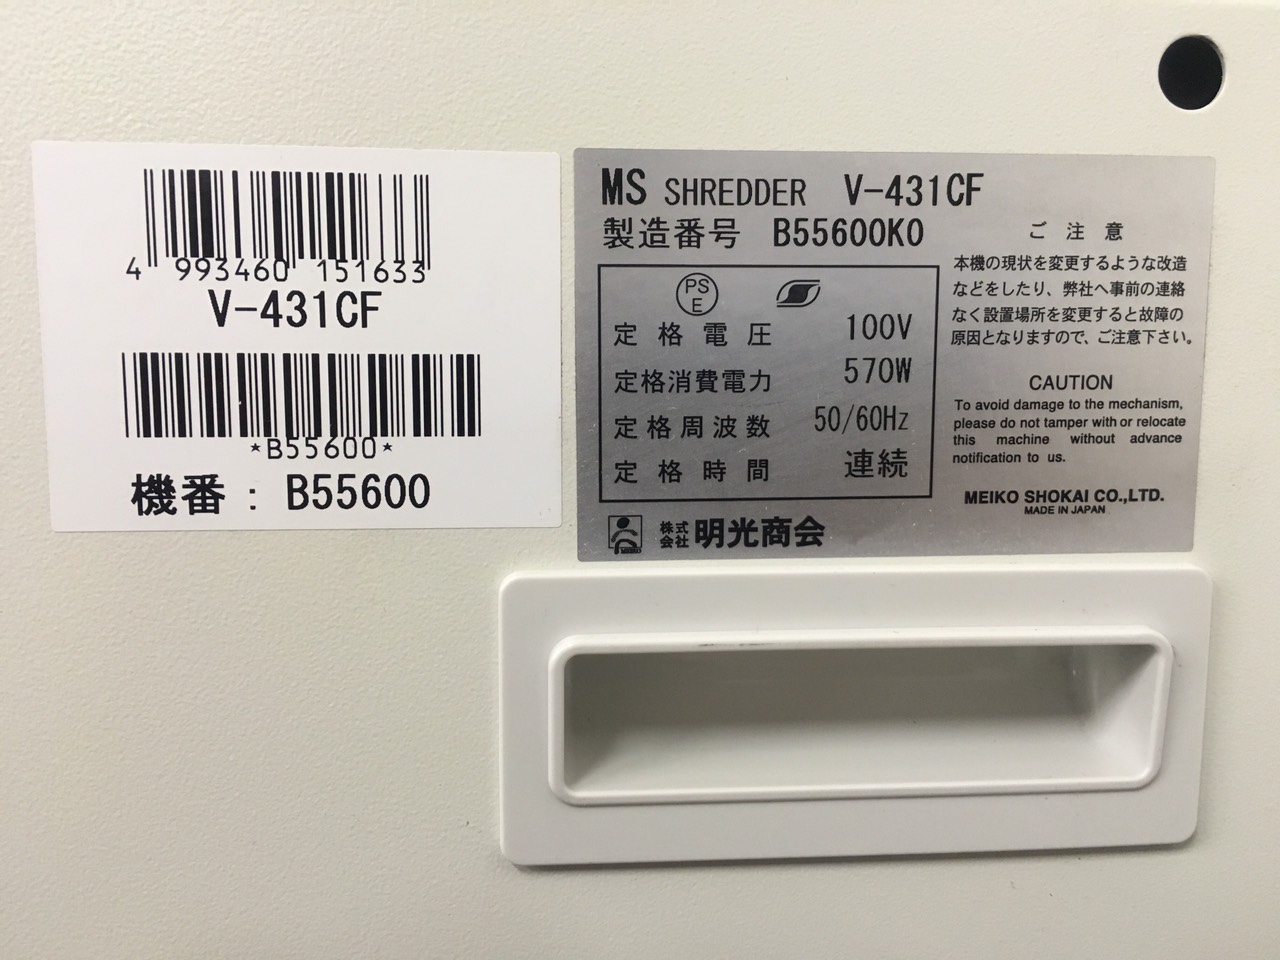 4 993460 151633
V-431CF
*B55600*
機番：B55600
MS SHREDDER V-431CF
製造番号 B55600K0
PS
E
定格電圧 100V
定格消費電力 570W
定格周波数 50/60Hz
定格時間 連続
MEIKO
株式
会社 明光商会
ご注意
本機の現状を変更するような改造
などをしたり、弊社へ事前の連絡
なく設置場所を変更すると故障の
原因となりますので、ご注意下さい。
CAUTION
To avoid damage to the mechanism,
please do not tamper with or relocate
this machine without advance
notification to us.
MEIKO SHOKAI CO.,LTD.
MADE IN JAPAN